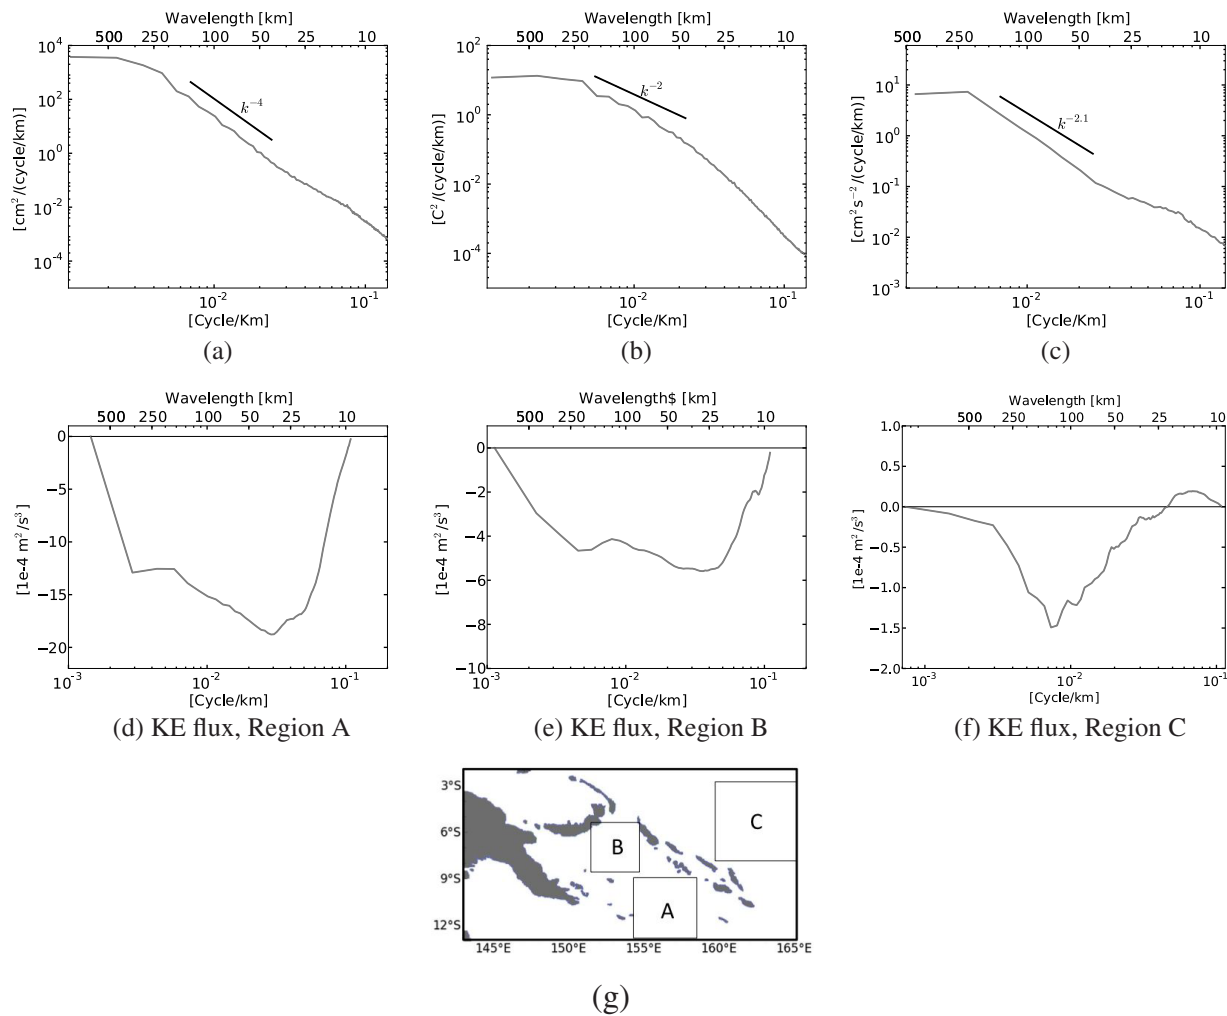 Wavelength [km]
500 250 100 50 25 10
10^4
10^2
10^0
10^-2
10^-4
[cm^2/(cycle/km)]
k^-4
10^-2 10^-1
[Cycle/Km]
(a)
Wavelength [km]
500 250 100 50 25 10
10^2
10^0
10^-2
10^-4
[C^2/(cycle/km)]
k^-2
10^-2 10^-1
[Cycle/Km]
(b)
Wavelength [km]
500 250 100 50 25 10
10^2
10^1
10^0
10^-1
10^-2
10^-3
[cm^2 s^-2/(cycle/km)]
k^-2.1
10^-2 10^-1
[Cycle/Km]
(c)
Wavelength [km]
500 250 100 50 25 10
0
−5
−10
−15
−20
[1e-4 m^2/s^3]
10^-3 10^-2 10^-1
[Cycle/km]
(d) KE flux, Region A
Wavelength$ [km]
500 250 100 50 25 10
0
−2
−4
−6
−8
−10
[1e-4 m^2/s^3]
10^-3 10^-2 10^-1
[Cycle/km]
(e) KE flux, Region B
Wavelength [km]
500 250 100 50 25 10
1.0
0.5
0.0
−0.5
−1.0
−1.5
−2.0
[1e-4 m^2/s^3]
10^-3 10^-2 10^-1
[Cycle/km]
(f) KE flux, Region C
3°S
6°S
9°S
12°S
C
B
A
145°E 150°E 155°E 160°E 165°E
(g)